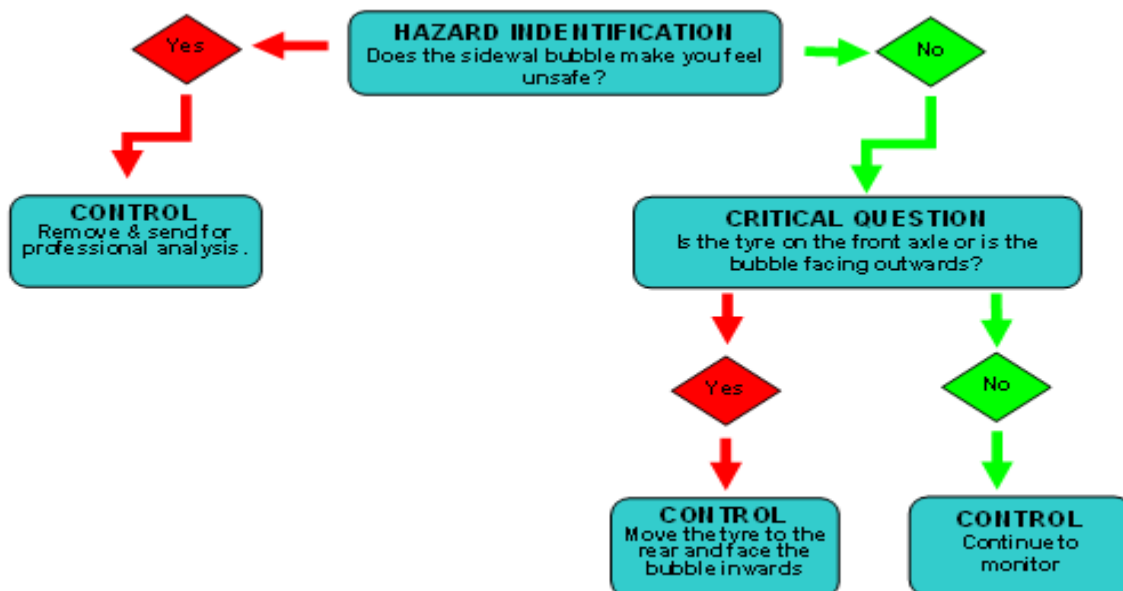 HAZARD INDENTIFICATION
Does the sidewal bubble make you feel
unsafe?
Yes
No
CONTROL
Remove & send for
professional analysis.
CRITICAL QUESTION
Is the tyre on the front axle or is the
bubble facing outwards?
Yes
No
CONTROL
Move the tyre to the
rear and face the
bubble inwards
CONTROL
Continue to
monitor